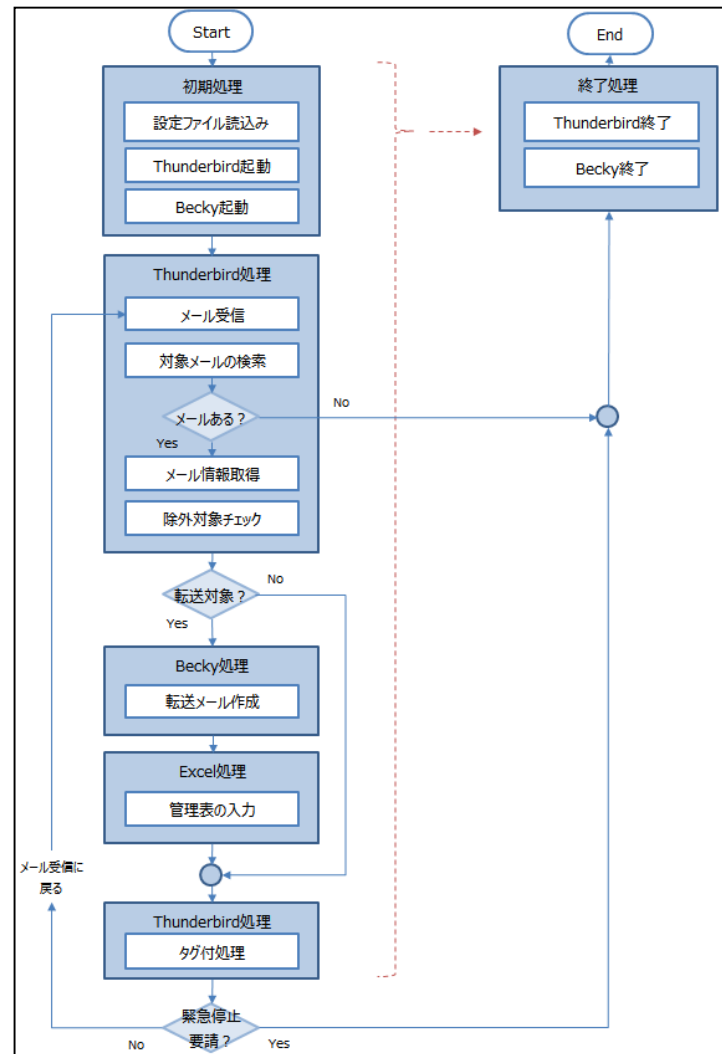 Start
初期処理
設定ファイル読込み
Thunderbird起動
Becky起動
Thunderbird処理
メール受信
対象メールの検索
メールある？
No
Yes
メール情報取得
除外対象チェック
転送対象？
No
Yes
Becky処理
転送メール作成
Excel処理
管理表の入力
メール受信に
戻る
Thunderbird処理
タグ付処理
緊急停止
要請？
No
Yes
End
終了処理
Thunderbird終了
Becky終了